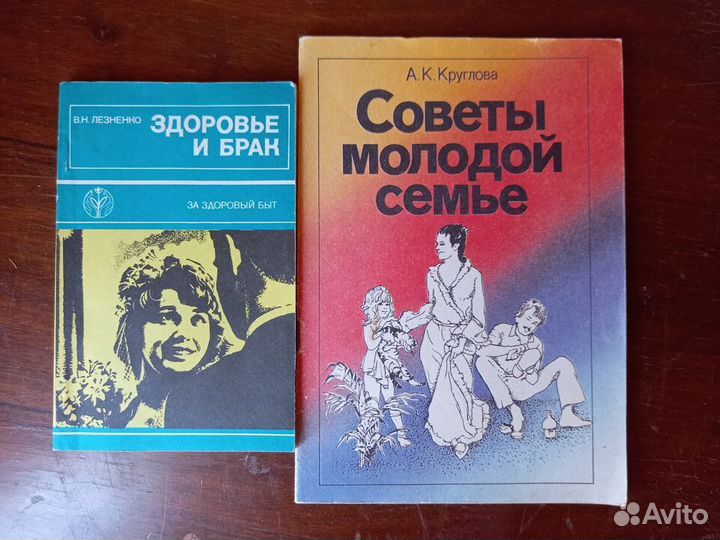 В.Н. ЛЕЗНЕНКО
ЗДОРОВЬЕ
И БРАК
ЗА ЗДОРОВЫЙ БЫТ
А.К.Круглова
Советы
молодой
семье
Avito